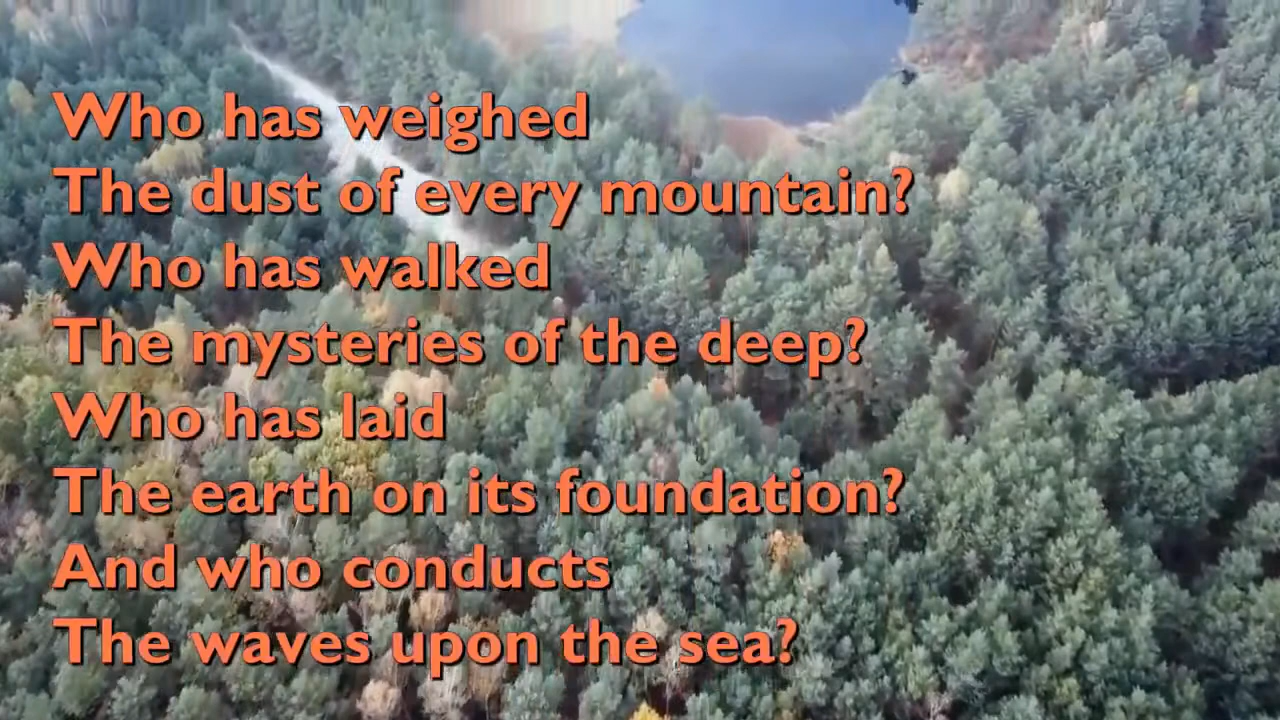 Who has weighed
The dust of every mountain?
Who has walked
The mysteries of the deep?
Who has laid
The earth on its foundation?
And who conducts
The waves upon the sea?